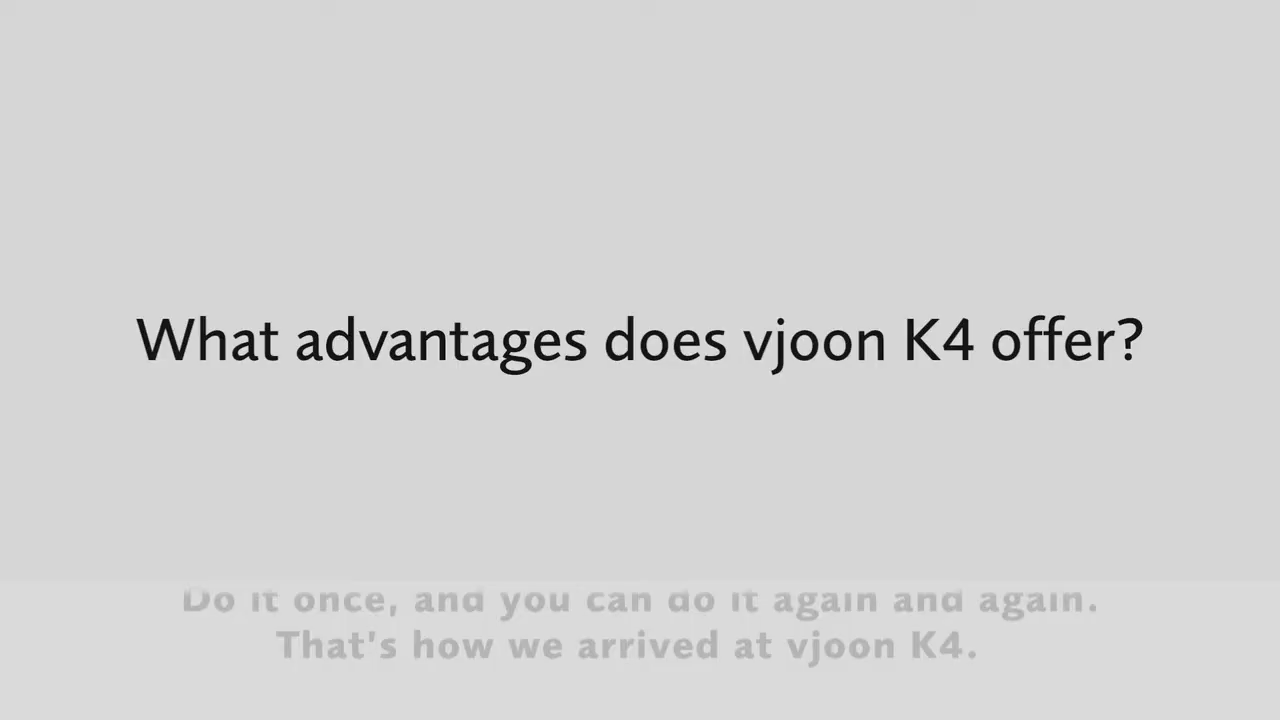 What advantages does vjoon K4 offer?
Do it once, and you can do it again and again.
That's how we arrived at vjoon K4.